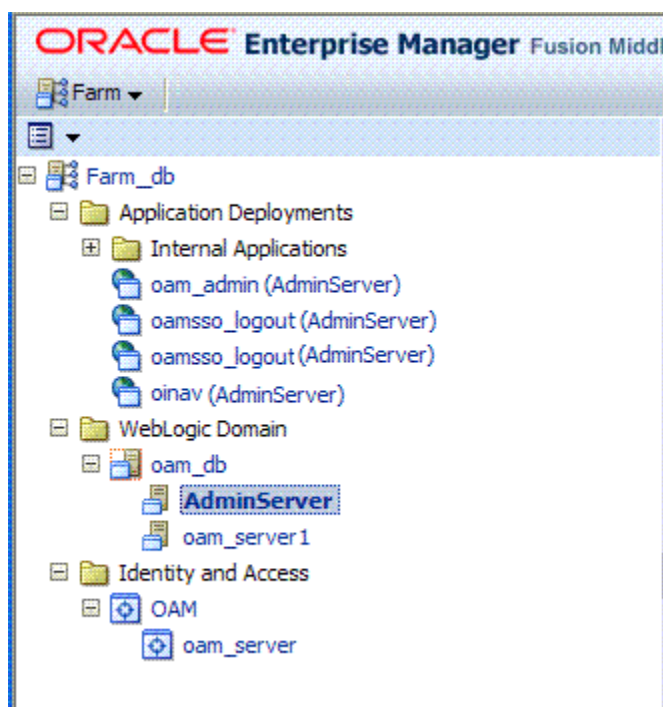 ORACLE Enterprise Manager Fusion Middl
Farm
Farm_db
Application Deployments
Internal Applications
oam_admin (AdminServer)
oamsso_logout (AdminServer)
oamsso_logout (AdminServer)
oinav (AdminServer)
WebLogic Domain
oam_db
AdminServer
oam_server1
Identity and Access
OAM
oam_server